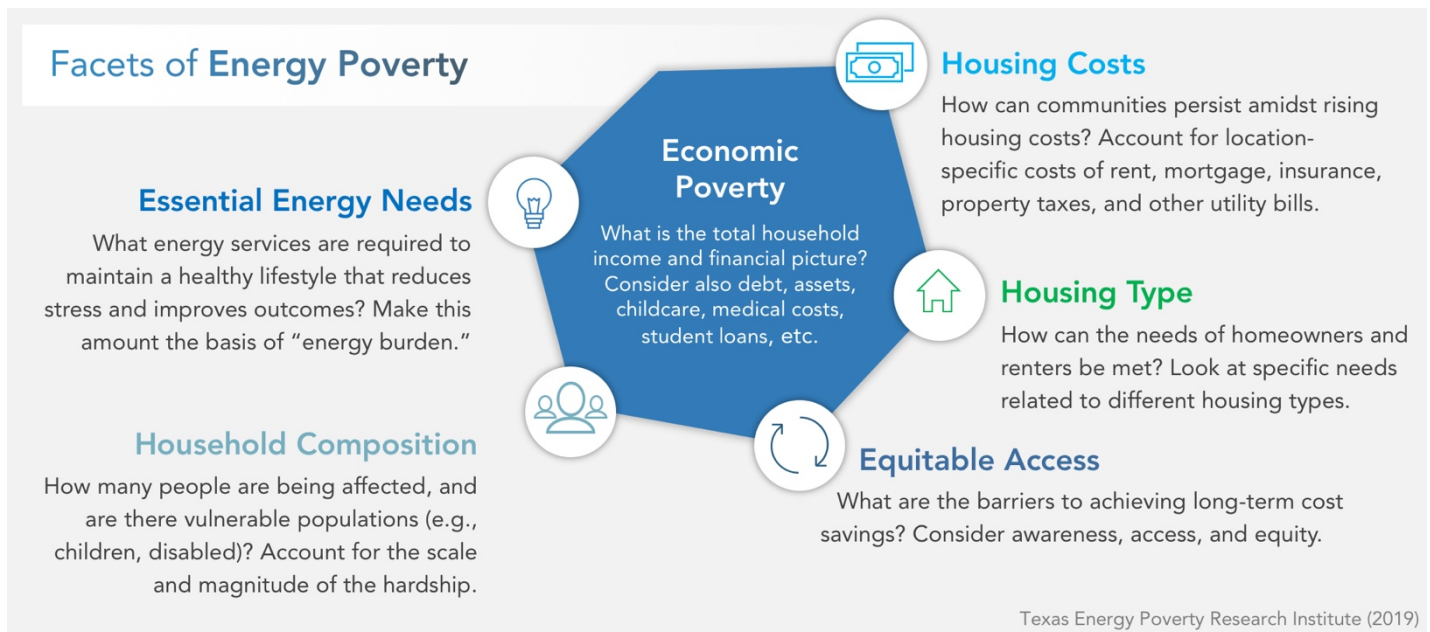 Facets of Energy Poverty
Economic
Poverty
What is the total household
income and financial picture?
Consider also debt, assets,
childcare, medical costs,
student loans, etc.
Housing Costs
How can communities persist amidst rising
housing costs? Account for location-
specific costs of rent, mortgage, insurance,
property taxes, and other utility bills.
Essential Energy Needs
What energy services are required to
maintain a healthy lifestyle that reduces
stress and improves outcomes? Make this
amount the basis of “energy burden.”
Housing Type
How can the needs of homeowners and
renters be met? Look at specific needs
related to different housing types.
Household Composition
How many people are being affected, and
are there vulnerable populations (e.g.,
children, disabled)? Account for the scale
and magnitude of the hardship.
Equitable Access
What are the barriers to achieving long-term cost
savings? Consider awareness, access, and equity.
Texas Energy Poverty Research Institute (2019)